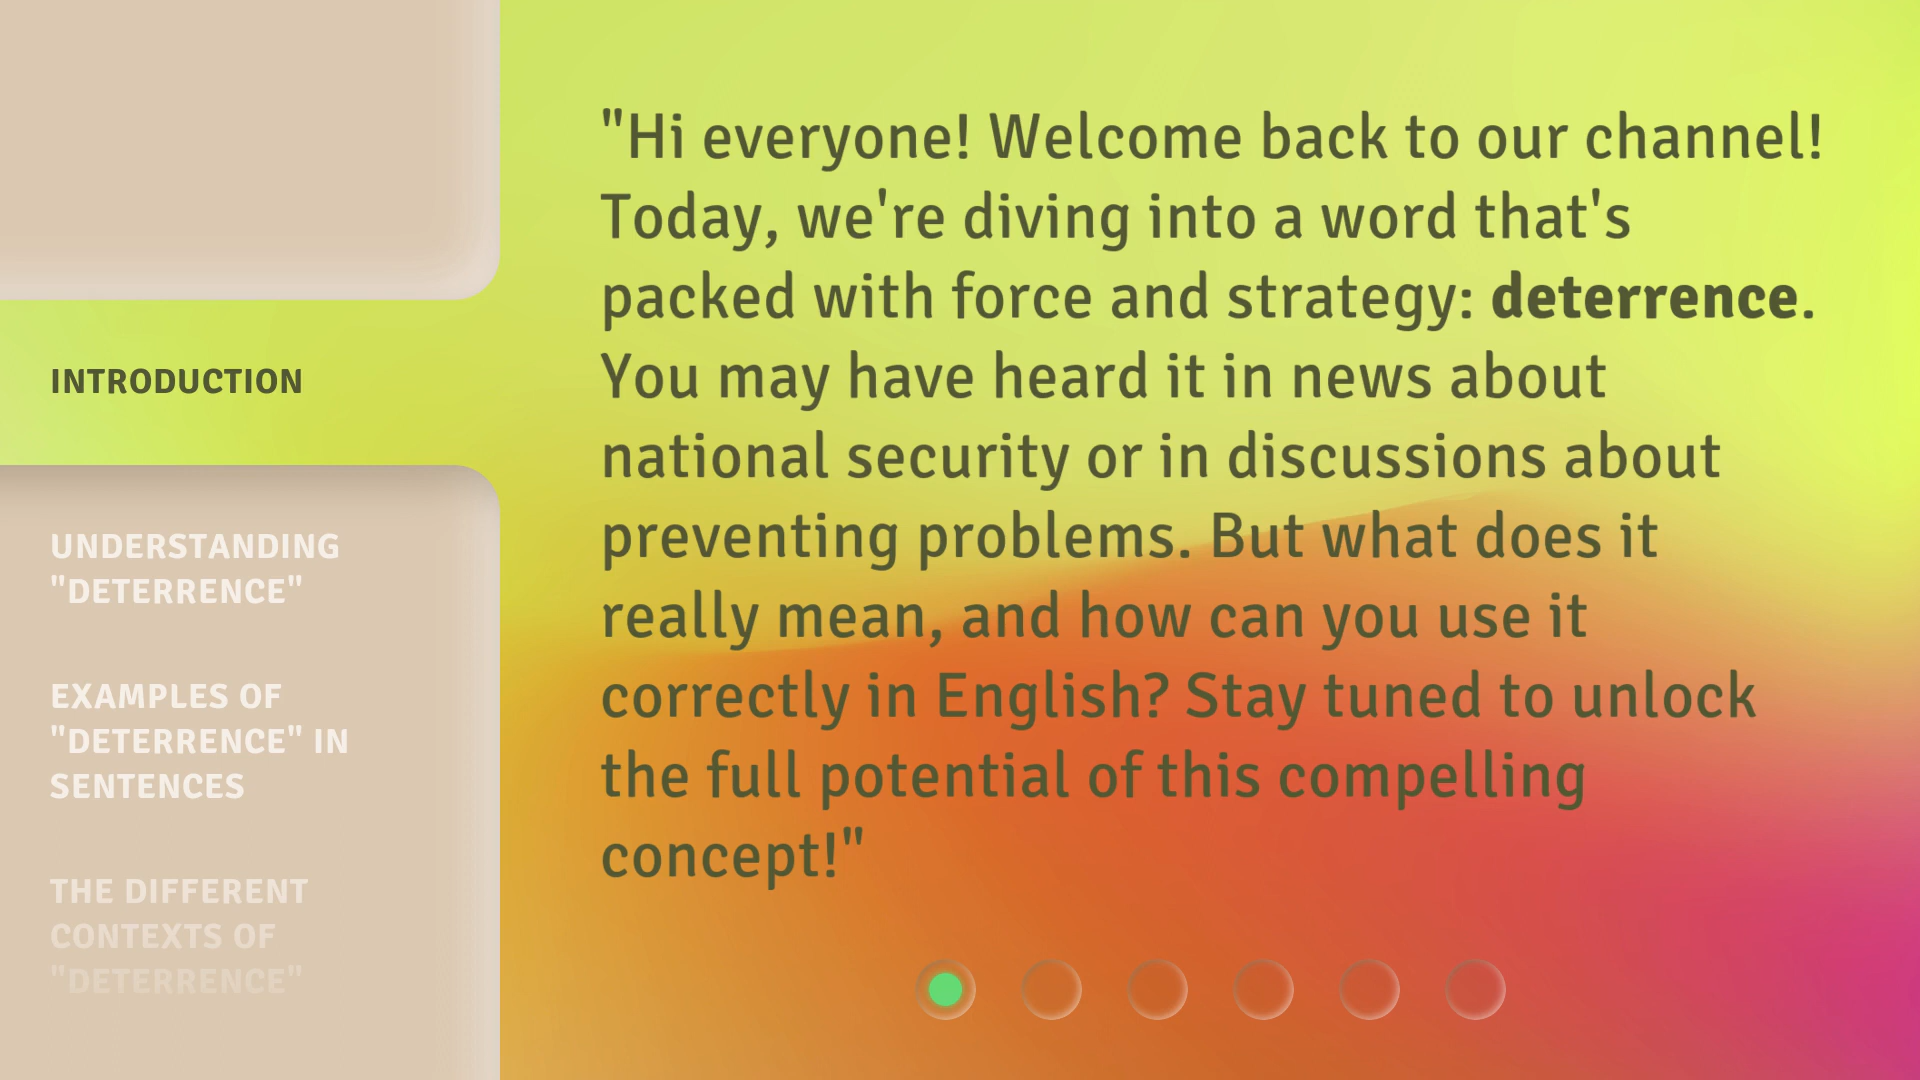 INTRODUCTION
UNDERSTANDING
"DETERRENCE"
EXAMPLES OF
"DETERRENCE" IN
SENTENCES
THE DIFFERENT
CONTEXTS OF
"DETERRENCE"
"Hi everyone! Welcome back to our channel!
Today, we're diving into a word that's
packed with force and strategy: deterrence.
You may have heard it in news about
national security or in discussions about
preventing problems. But what does it
really mean, and how can you use it
correctly in English? Stay tuned to unlock
the full potential of this compelling
concept!"